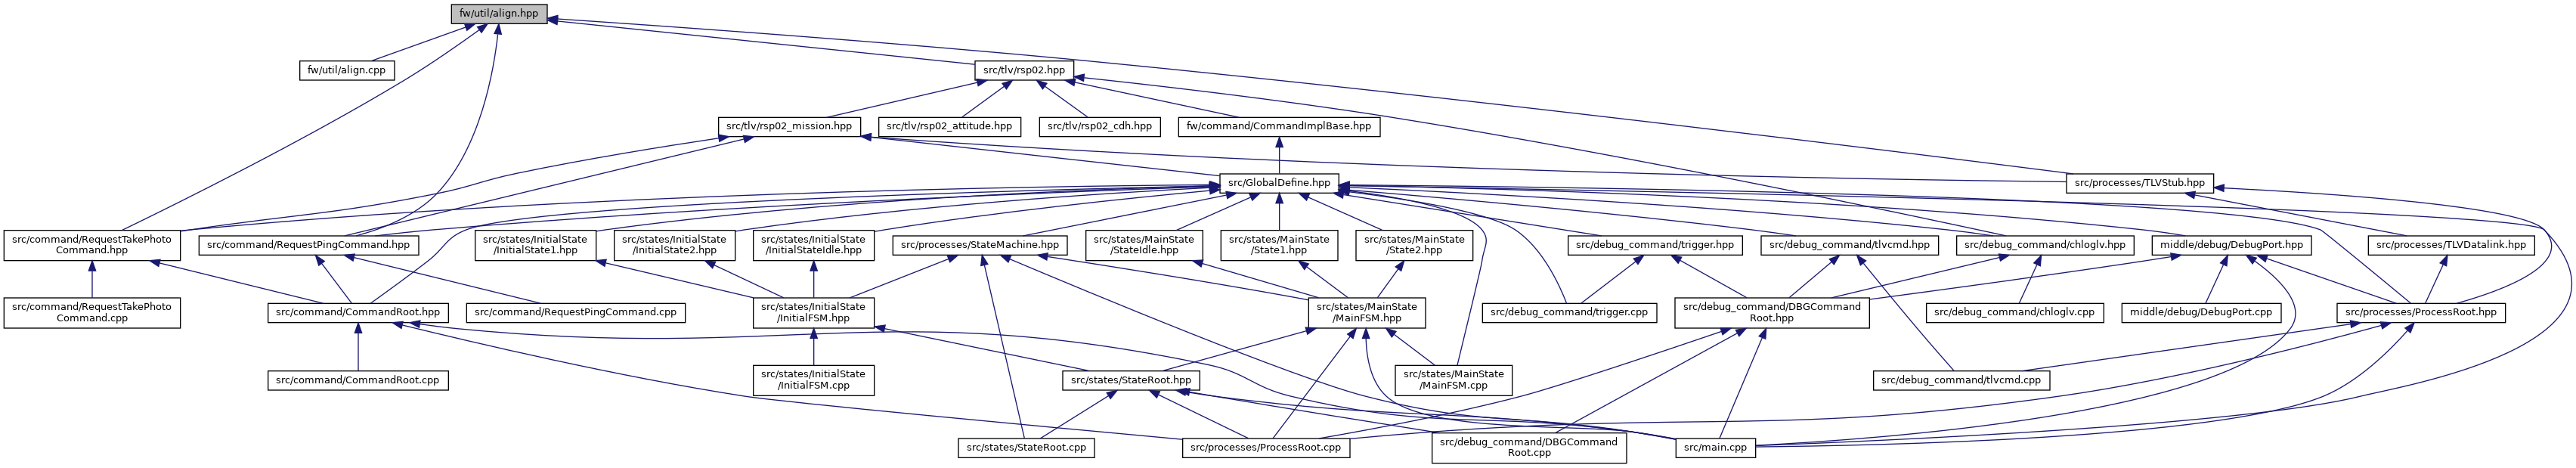 fw/util/align.hpp
fw/util/align.cpp
src/tlv/rsp02.hpp
src/tlv/rsp02_mission.hpp
src/tlv/rsp02_attitude.hpp
src/tlv/rsp02_cdh.hpp
fw/command/CommandImplBase.hpp
src/GlobalDefine.hpp
src/processes/TLVStub.hpp
src/command/RequestTakePhoto
Command.hpp
src/command/RequestPingCommand.hpp
src/states/InitialState
/InitialState1.hpp
src/states/InitialState
/InitialState2.hpp
src/states/InitialState
/InitialStateIdle.hpp
src/processes/StateMachine.hpp
src/states/MainState
/StateIdle.hpp
src/states/MainState
/State1.hpp
src/states/MainState
/State2.hpp
src/debug_command/trigger.hpp
src/debug_command/tlvcmd.hpp
src/debug_command/chloglv.hpp
middle/debug/DebugPort.hpp
src/processes/TLVDatalink.hpp
src/command/RequestTakePhoto
Command.cpp
src/command/CommandRoot.hpp
src/command/RequestPingCommand.cpp
src/states/InitialState
/InitialFSM.hpp
src/states/MainState
/MainFSM.hpp
src/debug_command/trigger.cpp
src/debug_command/DBGCommand
Root.hpp
src/debug_command/chloglv.cpp
middle/debug/DebugPort.cpp
src/processes/ProcessRoot.hpp
src/command/CommandRoot.cpp
src/states/InitialState
/InitialFSM.cpp
src/states/StateRoot.hpp
src/states/MainState
/MainFSM.cpp
src/debug_command/tlvcmd.cpp
src/states/StateRoot.cpp
src/processes/ProcessRoot.cpp
src/debug_command/DBGCommand
Root.cpp
src/main.cpp